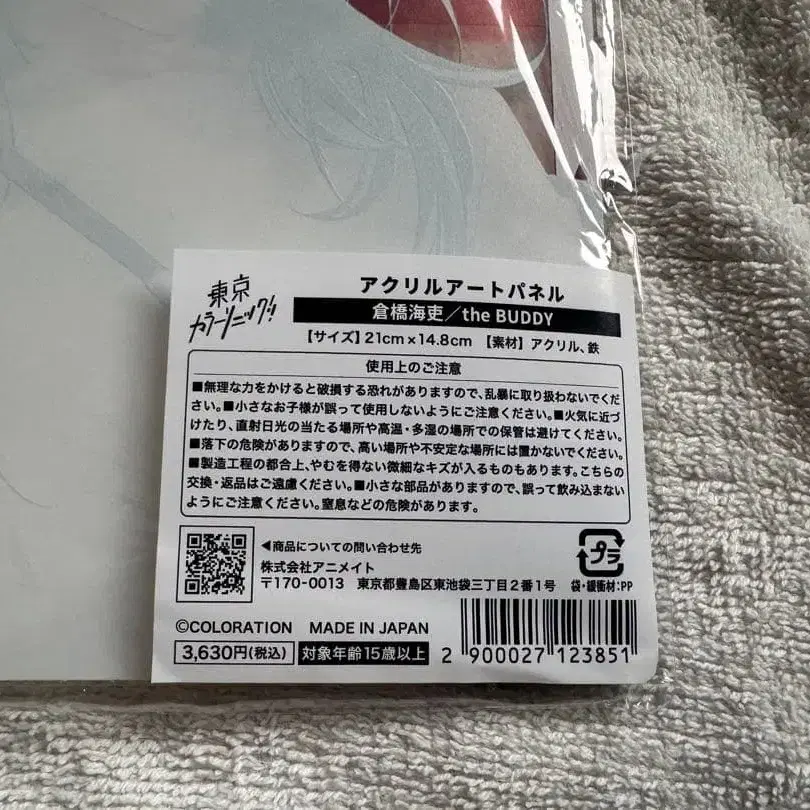 東京
カラーソニック!!
アクリルアートパネル
倉橋海吏／the BUDDY
【サイズ】21cm×14.8cm 【素材】アクリル、鉄
使用上のご注意
■無理な力をかけると破損する恐れがありますので、乱暴に取り扱わないでくだ
さい。■小さなお子様が誤って使用しないようにご注意ください。■火気に近づ
けたり、直射日光の当たる場所や高温・多湿の場所での保管は避けてください。
■落下の危険がありますので、高い場所や不安定な場所には置かないでください。
■製造工程の都合上、やむを得ない微細なキズが入るものもあります。こちらの
交換・返品はご遠慮ください。■小さな部品がありますので、誤って飲み込まない
ようにご注意ください。窒息などの危険があります。
◀商品についての問い合わせ先
株式会社アニメイト
〒170-0013 東京都豊島区東池袋三丁目2番1号
プラ
袋・緩衝材:PP
©COLORATION MADE IN JAPAN
3,630円(税込) 対象年齢15歳以上
2 900027 123851